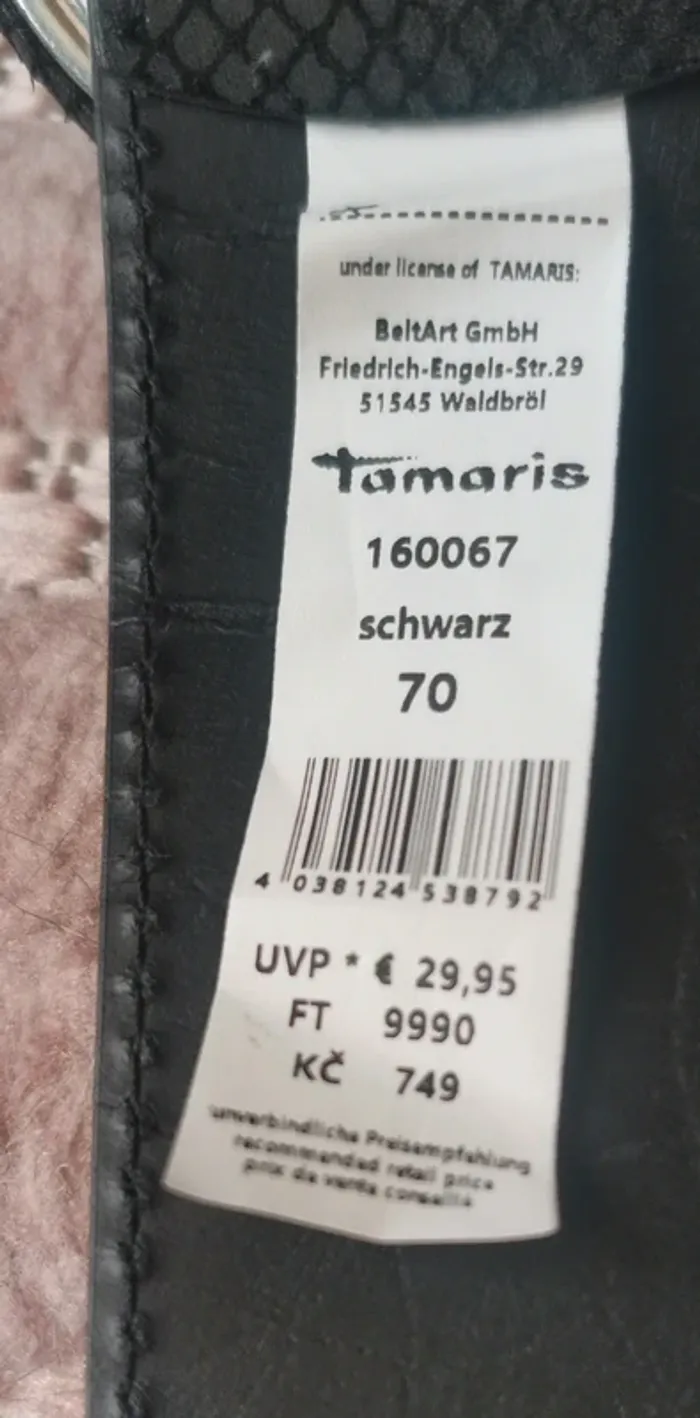 under license of TAMARIS:
BeltArt GmbH
Friedrich-Engels-Str.29
51545 Waldbröl
Tamaris
160067
schwarz
70
4 038124 538792
UVP * € 29,95
FT 9990
KČ 749
unverbindliche Preisempfehlung
recommended retail price
prix de vente conseillé